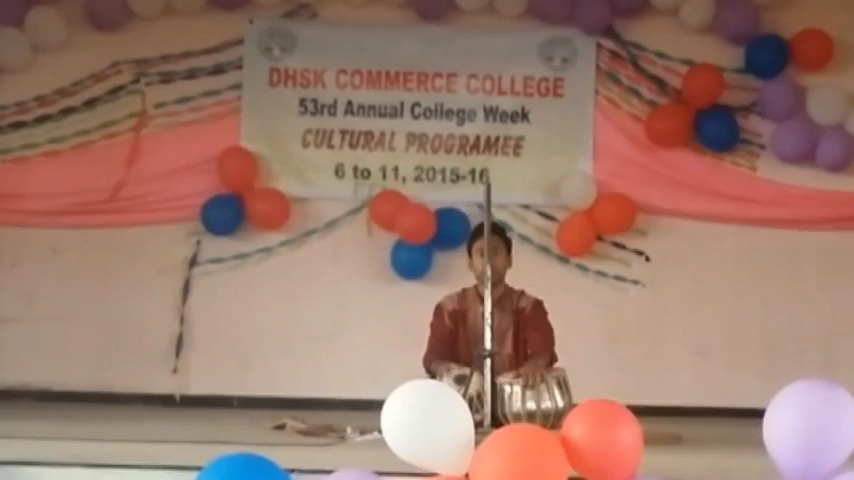 DHSK COMMERCE COLLEGE
53rd Annual College Week
CULTURAL PROGRAMEE
6 to 11, 2015-16